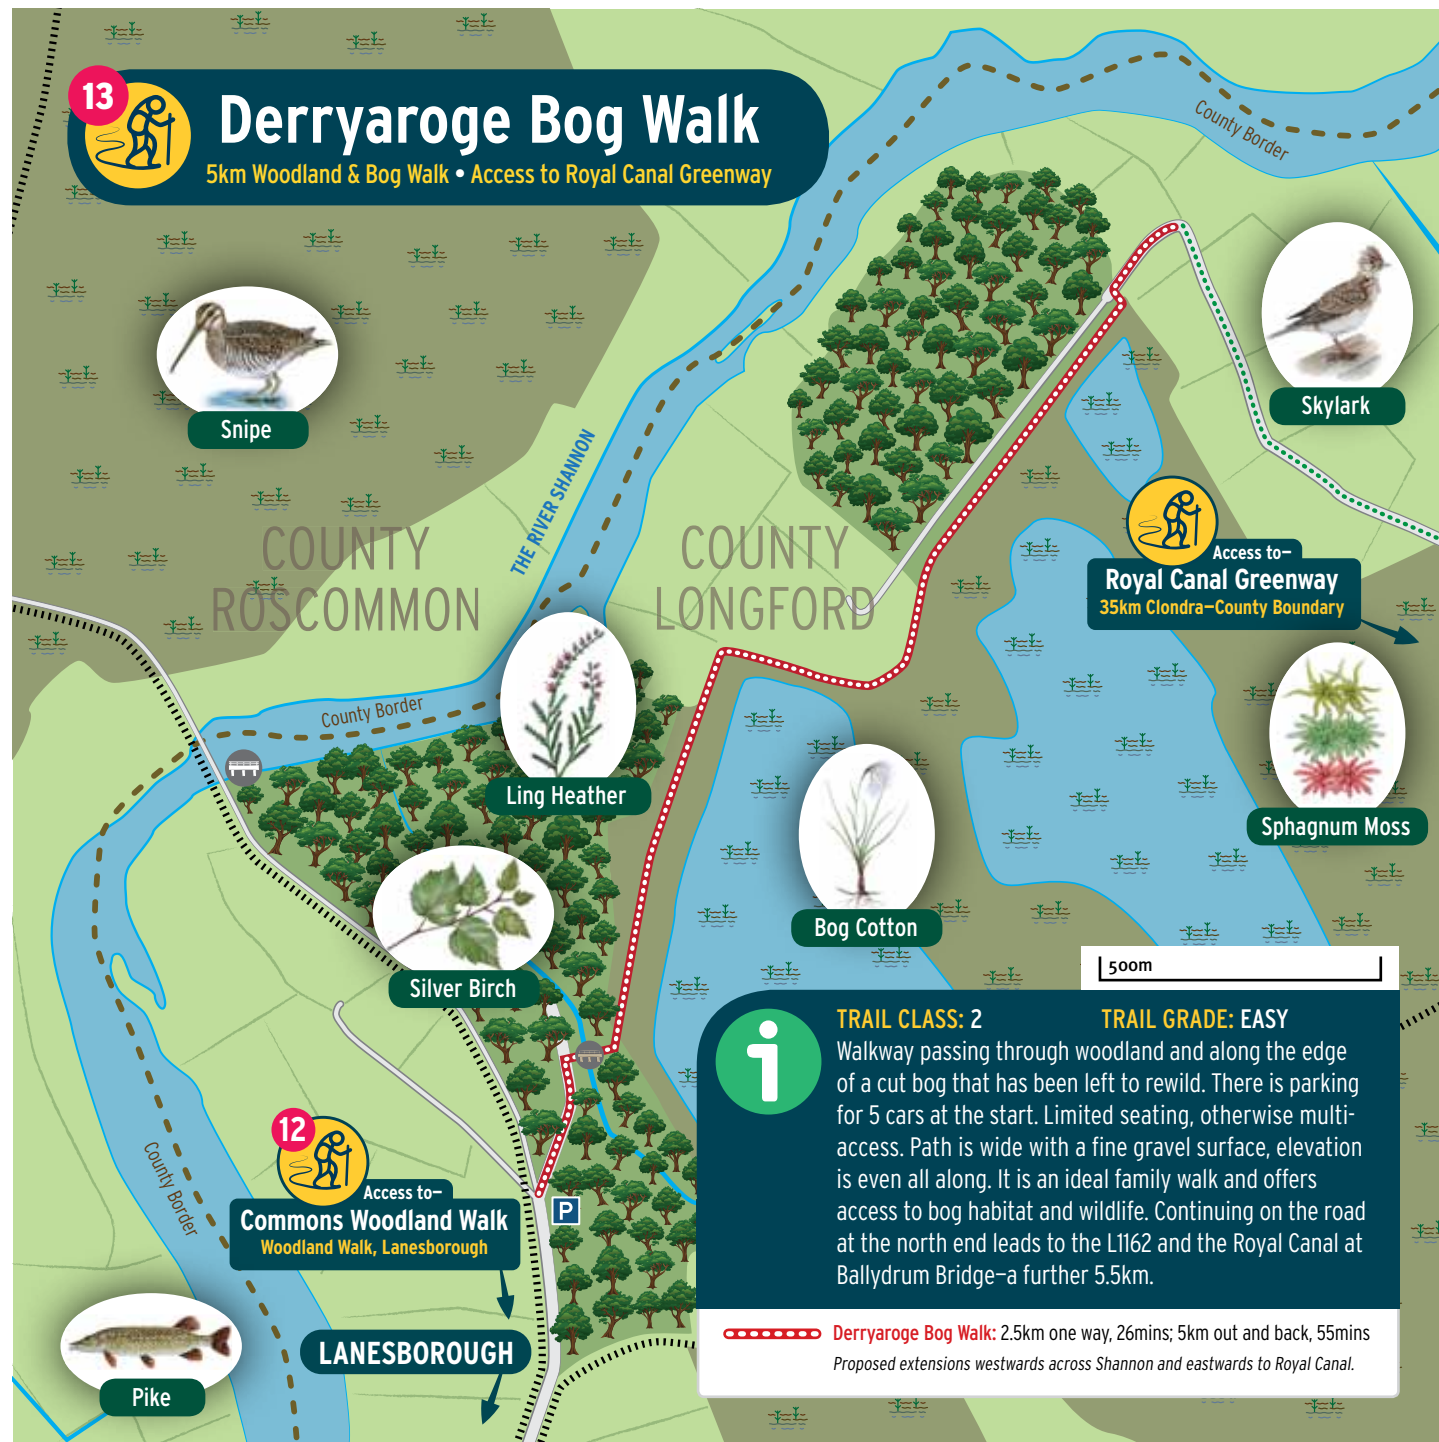 13
Derryaroge Bog Walk
5km Woodland & Bog Walk • Access to Royal Canal Greenway
County Border
Snipe
Skylark
THE RIVER SHANNON
COUNTY
ROSCOMMON
COUNTY
LONGFORD
Access to–
Royal Canal Greenway
35km Clondra–County Boundary
County Border
Ling Heather
Sphagnum Moss
Bog Cotton
Silver Birch
500m
TRAIL CLASS: 2
TRAIL GRADE: EASY
Walkway passing through woodland and along the edge
of a cut bog that has been left to rewild. There is parking
for 5 cars at the start. Limited seating, otherwise multi-
access. Path is wide with a fine gravel surface, elevation
is even all along. It is an ideal family walk and offers
access to bog habitat and wildlife. Continuing on the road
at the north end leads to the L1162 and the Royal Canal at
Ballydrum Bridge–a further 5.5km.
12
Access to–
Commons Woodland Walk
Woodland Walk, Lanesborough
P
County Border
LANESBOROUGH
Pike
Derryaroge Bog Walk: 2.5km one way, 26mins; 5km out and back, 55mins
Proposed extensions westwards across Shannon and eastwards to Royal Canal.